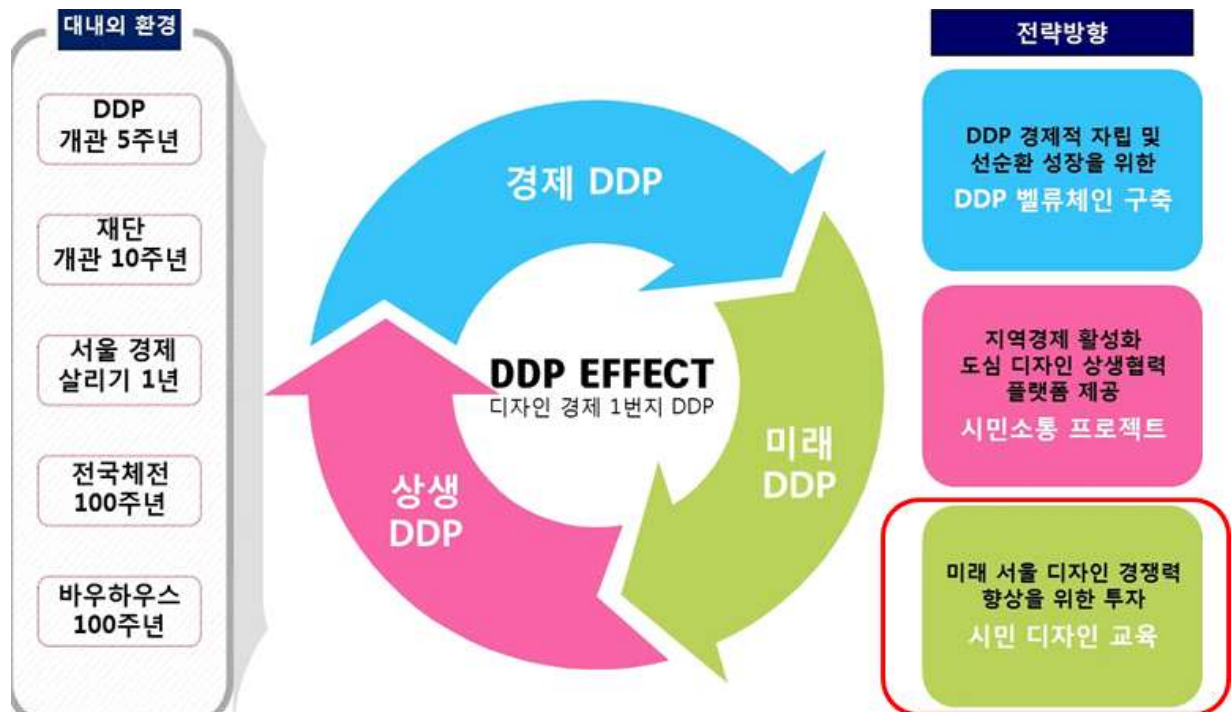 대내외 환경
DDP
개관 5주년
재단
개관 10주년
서울 경제
살리기 1년
전국체전
100주년
바우하우스
100주년
경제 DDP
DDP EFFECT
디자인 경제 1번지 DDP
미래
DDP
상생
DDP
전략방향
DDP 경제적 자립 및
선순환 성장을 위한
DDP 벨류체인 구축
지역경제 활성화
도심 디자인 상생협력
플랫폼 제공
시민소통 프로젝트
미래 서울 디자인 경쟁력
향상을 위한 투자
시민 디자인 교육